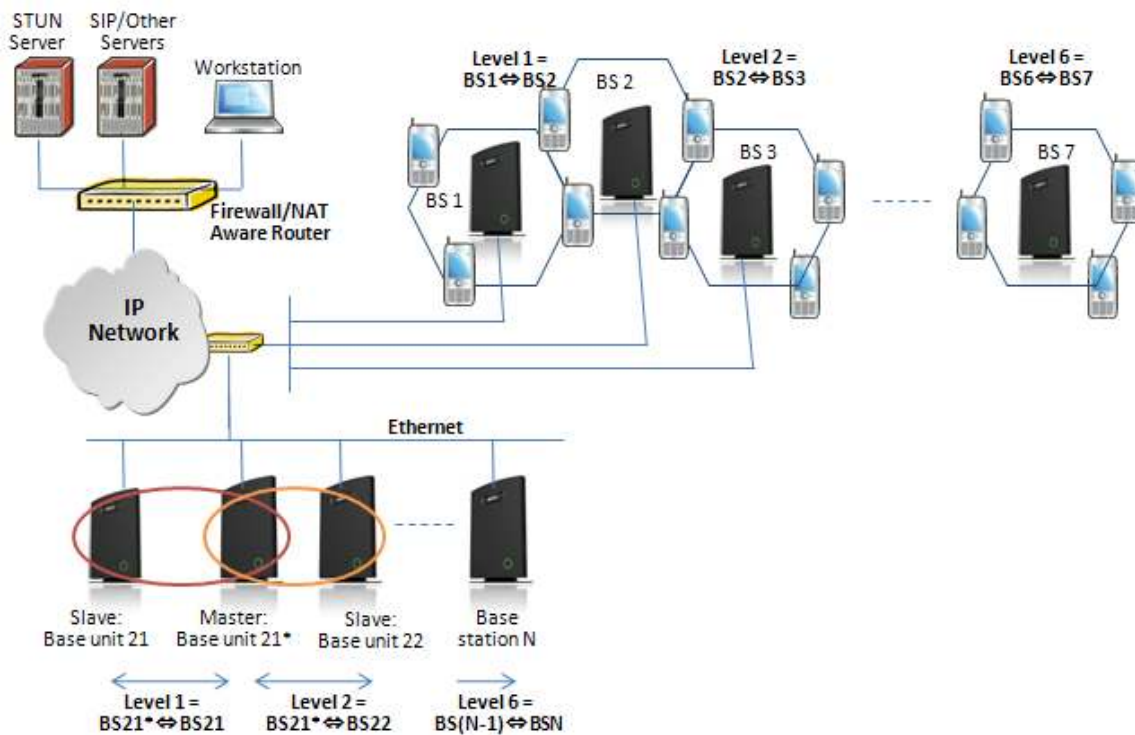 STUN
Server
SIP/Other
Servers
Workstation
Firewall/NAT
Aware Router
IP
Network
Level 1 =
BS1⇔BS2
BS 2
Level 2 =
BS2⇔BS3
Level 6 =
BS6⇔BS7
BS 1
BS 3
BS 7
Ethernet
Slave:
Base unit 21
Master:
Base unit 21*
Slave:
Base unit 22
Base
station N
Level 1 =
BS21*⇔BS21
Level 2 =
BS21*⇔BS22
Level 6 =
BS(N-1)⇔BSN